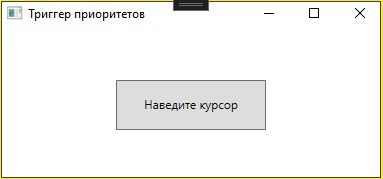 Триггер приоритетов
Наведите курсор